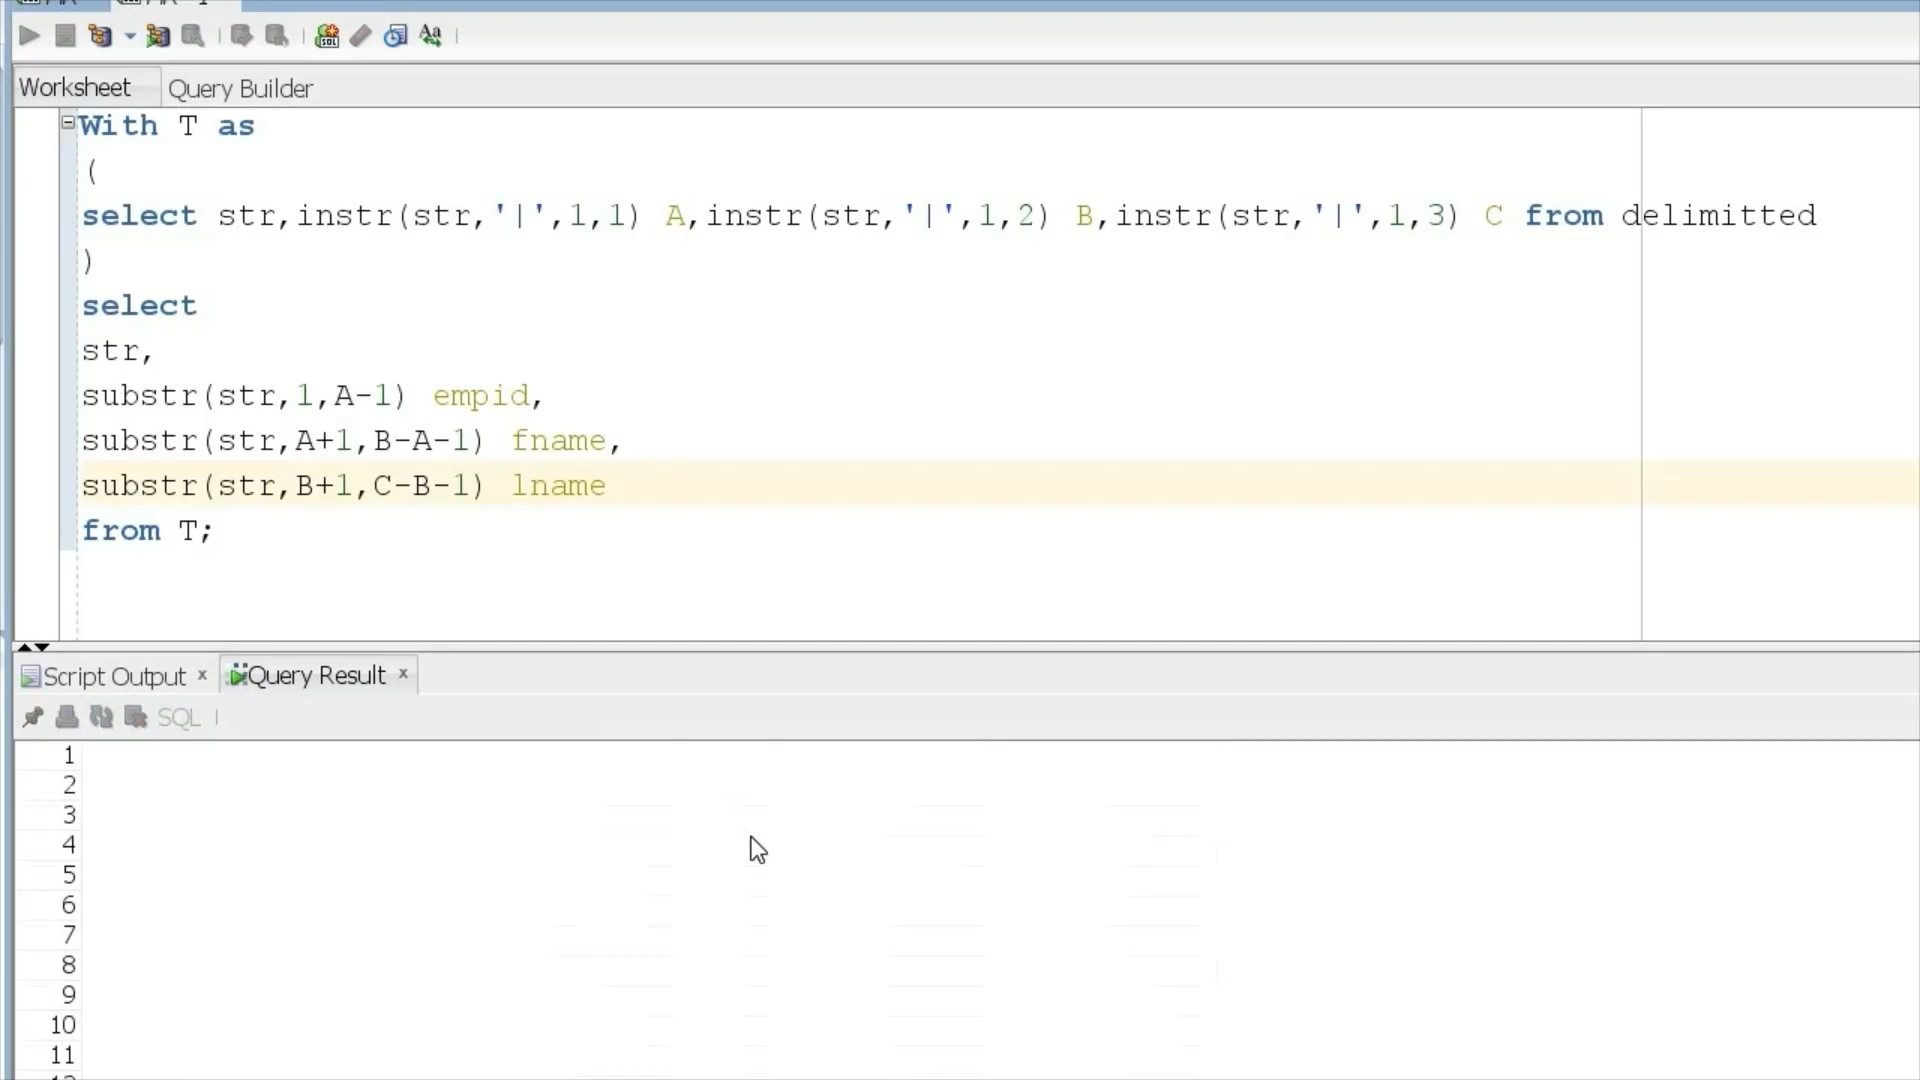 Worksheet Query Builder
With T as
(
select str,instr(str,'|',1,1) A,instr(str,'|',1,2) B,instr(str,'|',1,3) C from delimitted
)
select
str,
substr(str,1,A-1) empid,
substr(str,A+1,B-A-1) fname,
substr(str,B+1,C-B-1) lname
from T;
Script Output x Query Result x
SQL
1
2
3
4
5
6
7
8
9
10
11